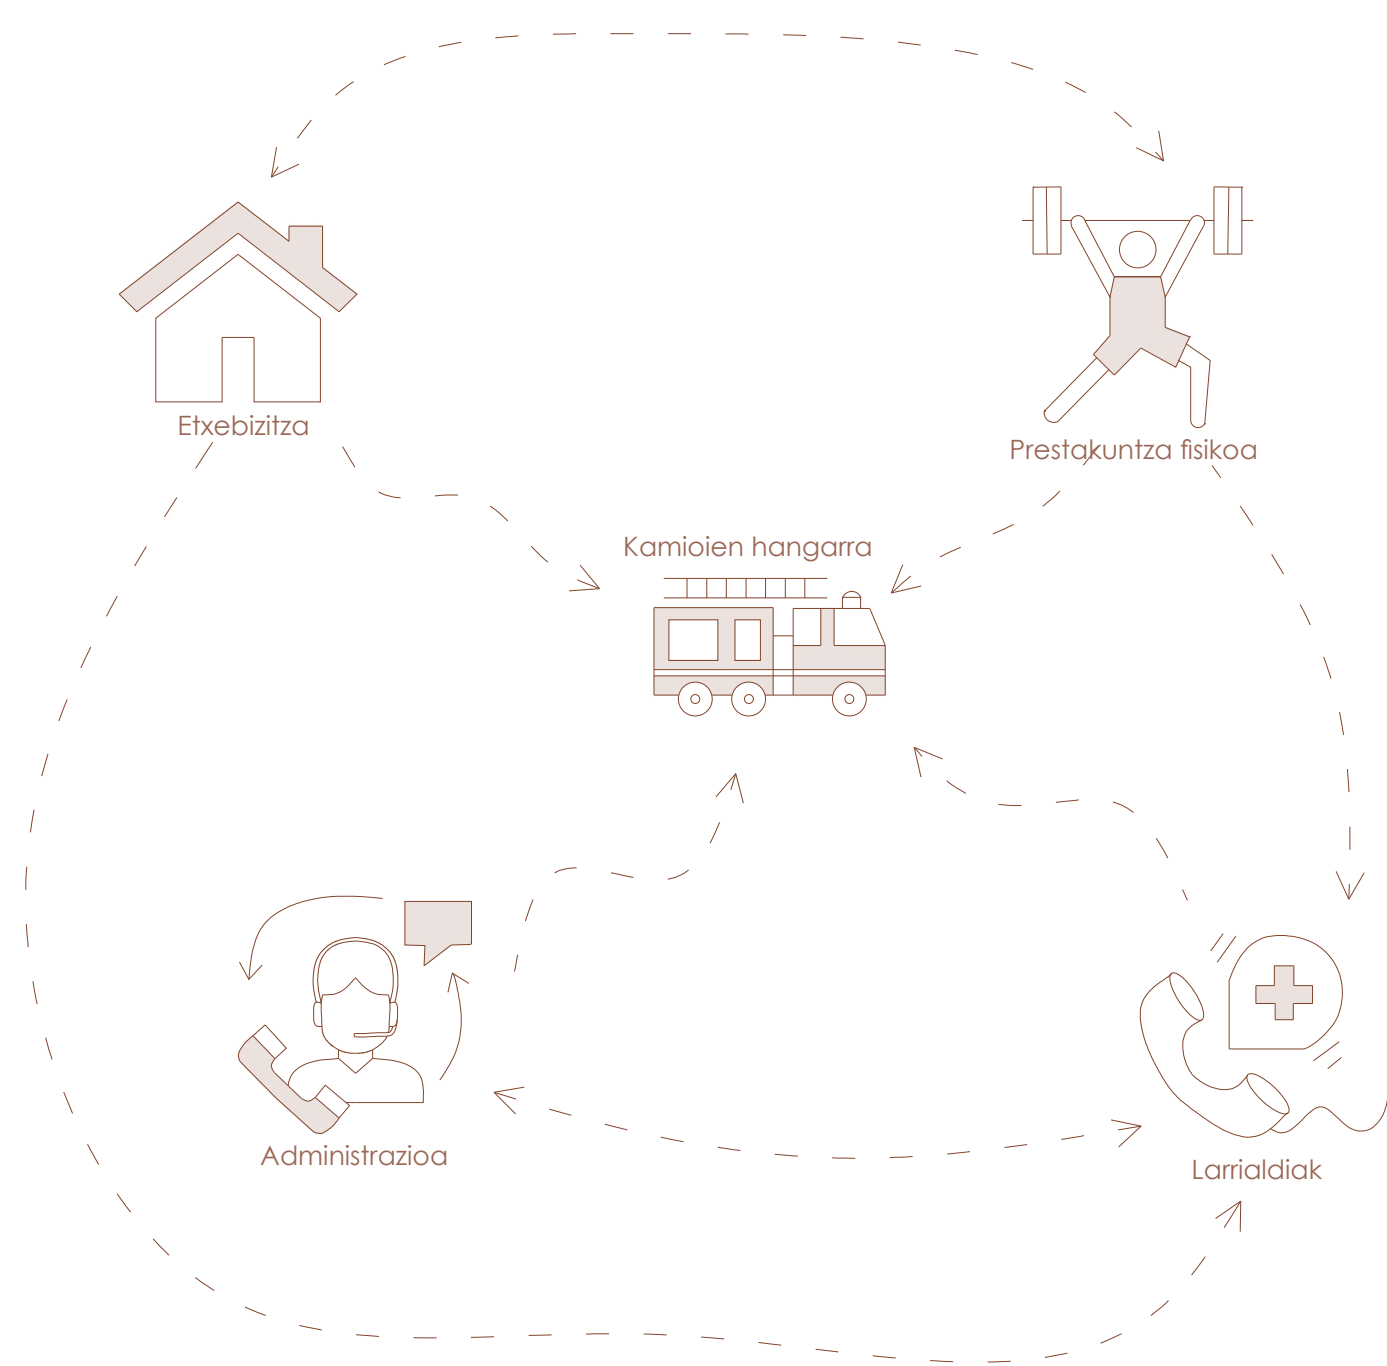 Etxebizitza
Prestakuntza fisikoa
Kamioien hangarra
Administrazioa
Larrialdiak